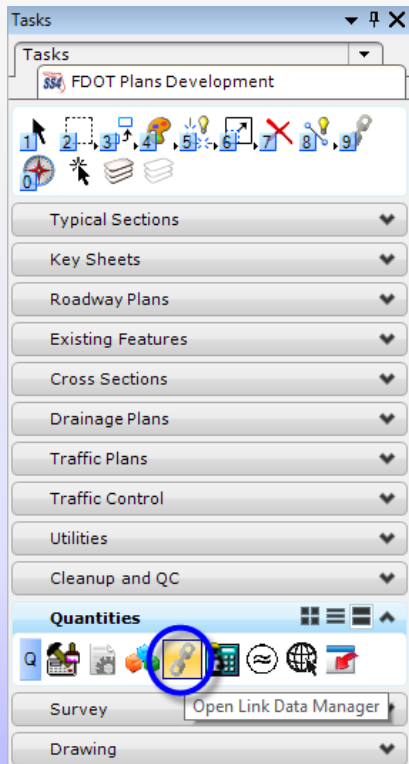 Tasks
Tasks
SS4 FDOT Plans Development
1 2 3 4 5 6 7 8 9
0
Typical Sections
Key Sheets
Roadway Plans
Existing Features
Cross Sections
Drainage Plans
Traffic Plans
Traffic Control
Utilities
Cleanup and QC
Quantities
Q
Survey
Open Link Data Manager
Drawing